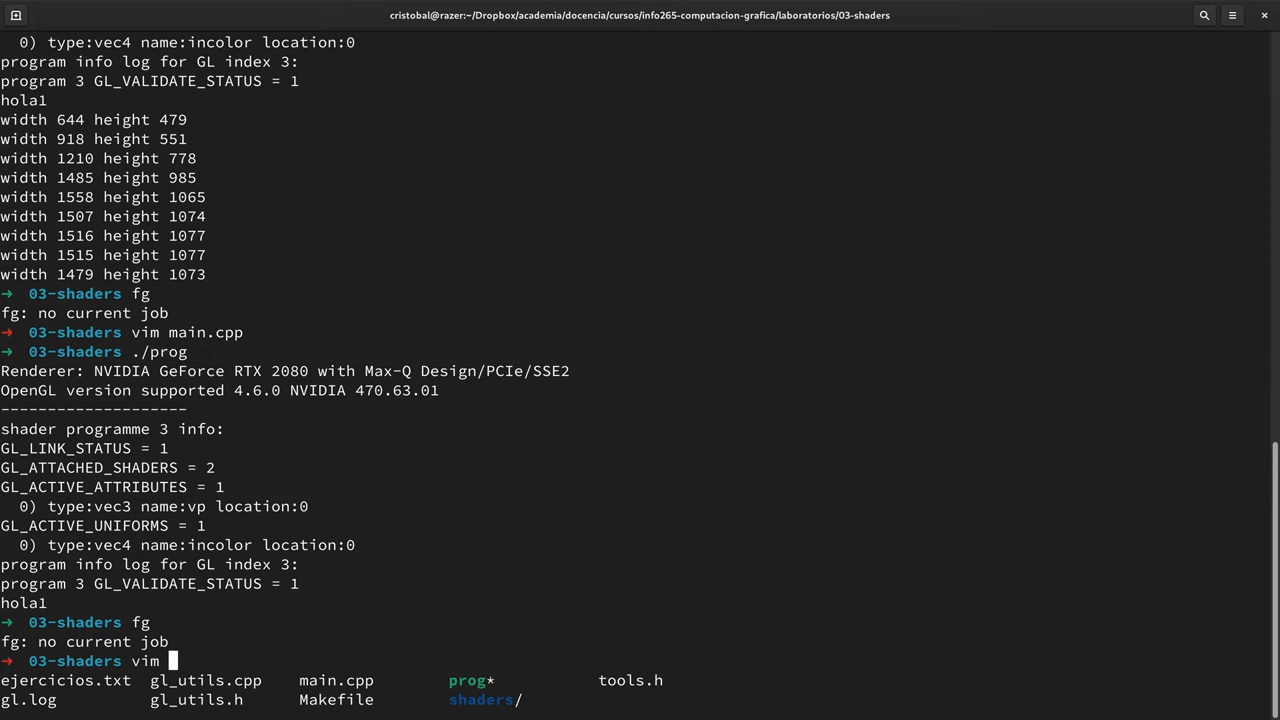 cristobal@razer:~/Dropbox/academia/docencia/cursos/info265-computacion-grafica/laboratorios/03-shaders
0) type:vec4 name:incolor location:0
program info log for GL index 3:
program 3 GL_VALIDATE_STATUS = 1
hola1
width 644 height 479
width 918 height 551
width 1210 height 778
width 1485 height 985
width 1558 height 1065
width 1507 height 1074
width 1516 height 1077
width 1515 height 1077
width 1479 height 1073
→ 03-shaders fg
fg: no current job
→ 03-shaders vim main.cpp
→ 03-shaders ./prog
Renderer: NVIDIA GeForce RTX 2080 with Max-Q Design/PCIe/SSE2
OpenGL version supported 4.6.0 NVIDIA 470.63.01
--------------------
shader programme 3 info:
GL_LINK_STATUS = 1
GL_ATTACHED_SHADERS = 2
GL_ACTIVE_ATTRIBUTES = 1
0) type:vec3 name:vp location:0
GL_ACTIVE_UNIFORMS = 1
0) type:vec4 name:incolor location:0
program info log for GL index 3:
program 3 GL_VALIDATE_STATUS = 1
hola1
→ 03-shaders fg
fg: no current job
→ 03-shaders vim
ejercicios.txt gl_utils.cpp main.cpp prog* tools.h
gl.log gl_utils.h Makefile shaders/